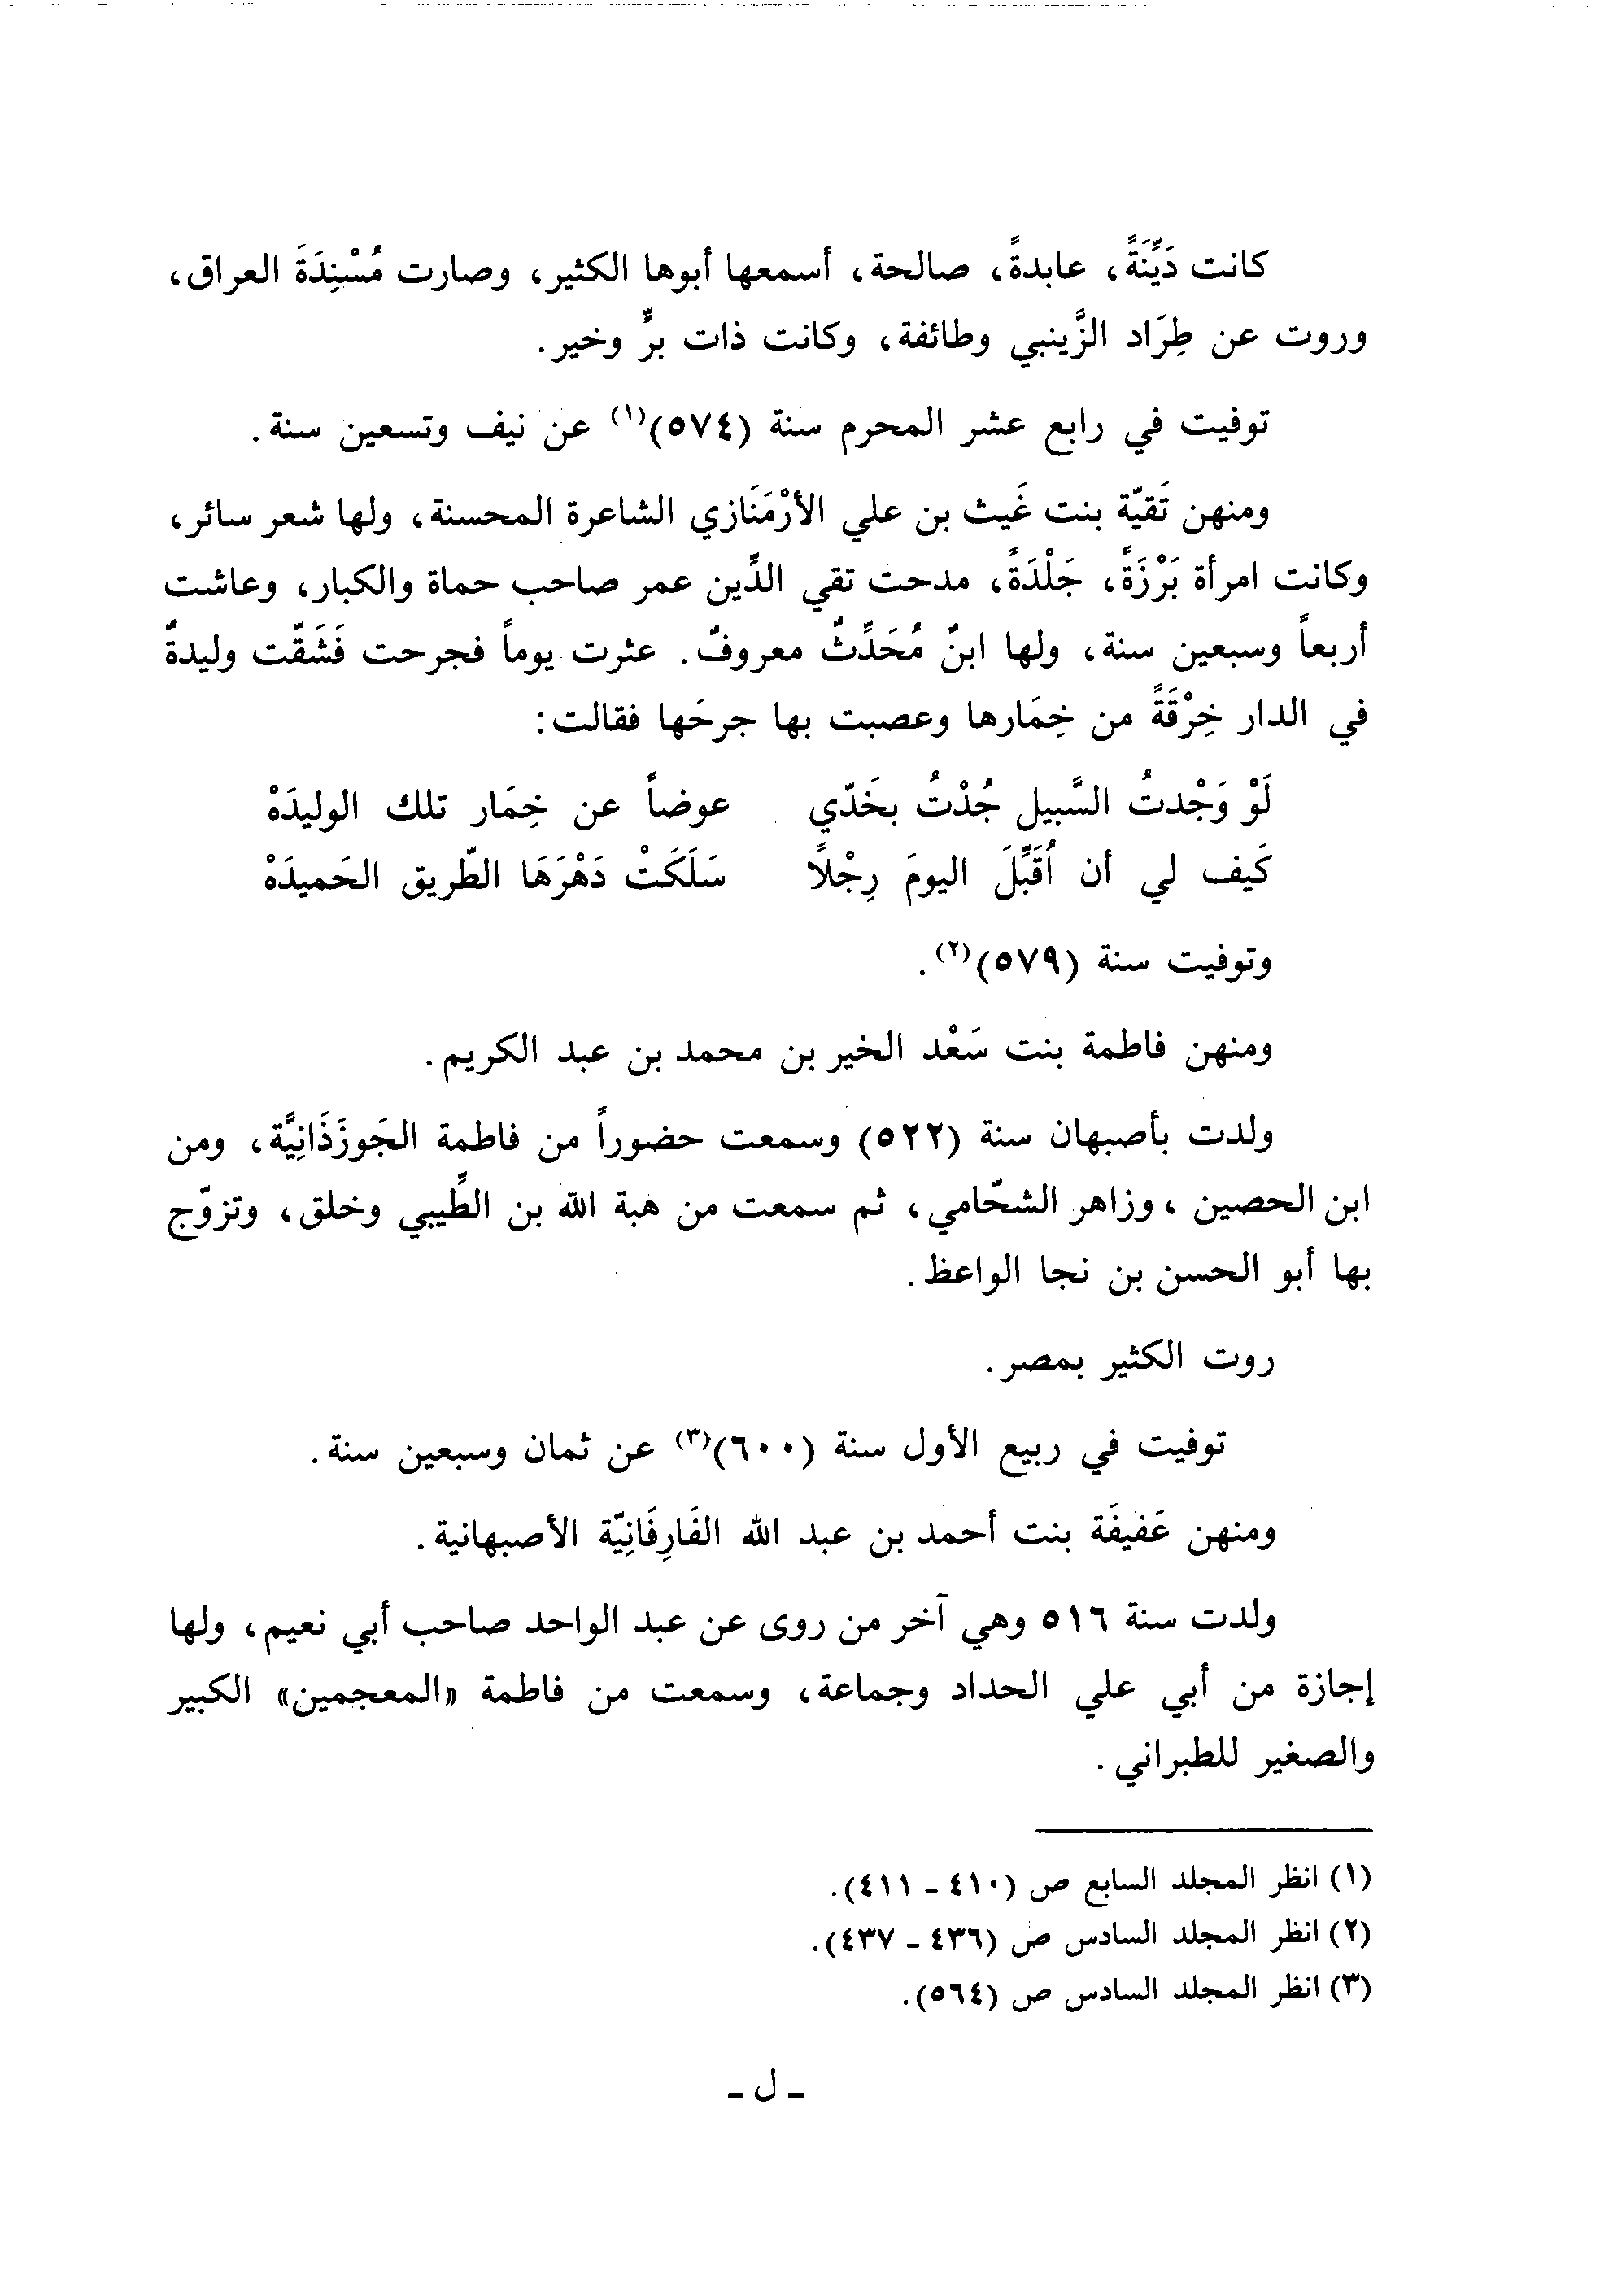 كانت دَيِّنَةً، عابدةً، صالحة، أسمعها أبوها الكثير، وصارت مُسْنِدَةَ العراق،
وروت عن طِرَاد الزَّينبي وطائفة، وكانت ذات برٍّ وخير.
توفيت في رابع عشر المحرم سنة (٥٧٤)(١) عن نيف وتسعين سنة.
ومنهن تَقيّة بنت غَيث بن علي الأرْمَنَازي الشاعرة المحسنة، ولها شعر سائر،
وكانت امرأة بَرْزَةً، جَلْدَةً، مدحت تقي الدِّين عمر صاحب حماة والكبار، وعاشت
أربعاً وسبعين سنة، ولها ابنٌ مُحَدِّثٌ معروفٌ. عثرت يوماً فجرحت فَشَقّت وليدةٌ
في الدار خِرْقَةً من خِمَارها وعصبت بها جرحَها فقالت:
لَوْ وَجْدتُ السَّبيل جُدْتُ بخَدّي عوضاً عن خِمَار تلك الوليدَهْ
كَيف لي أن اُقَبِّلَ اليومَ رِجْلاً سَلَكَتْ دَهْرَهَا الطّريق الحَميدَهْ
وتوفيت سنة (٥٧٩)(٢).
ومنهن فاطمة بنت سَعْد الخير بن محمد بن عبد الكريم.
ولدت بأصبهان سنة (٥٢٢) وسمعت حضوراً من فاطمة الجَوزَذَانِيَّة، ومن
ابن الحصين، وزاهر الشحّامي، ثم سمعت من هبة الله بن الطِّيبي وخلق، وتزوّج
بها أبو الحسن بن نجا الواعظ.
روت الكثير بمصر.
توفيت في ربيع الأول سنة (٦٠٠)(٣) عن ثمان وسبعين سنة.
ومنهن عَفيفَة بنت أحمد بن عبد الله الفَارِفَانِيّة الأصبهانية.
ولدت سنة ٥١٦ وهي آخر من روى عن عبد الواحد صاحب أبي نعيم، ولها
إجازة من أبي علي الحداد وجماعة، وسمعت من فاطمة «المعجمين» الكبير
والصغير للطبراني.
(١) انظر المجلد السابع ص (٤١٠ - ٤١١).
(٢) انظر المجلد السادس ص (٤٣٦ - ٤٣٧).
(٣) انظر المجلد السادس ص (٥٦٤).
- ل -